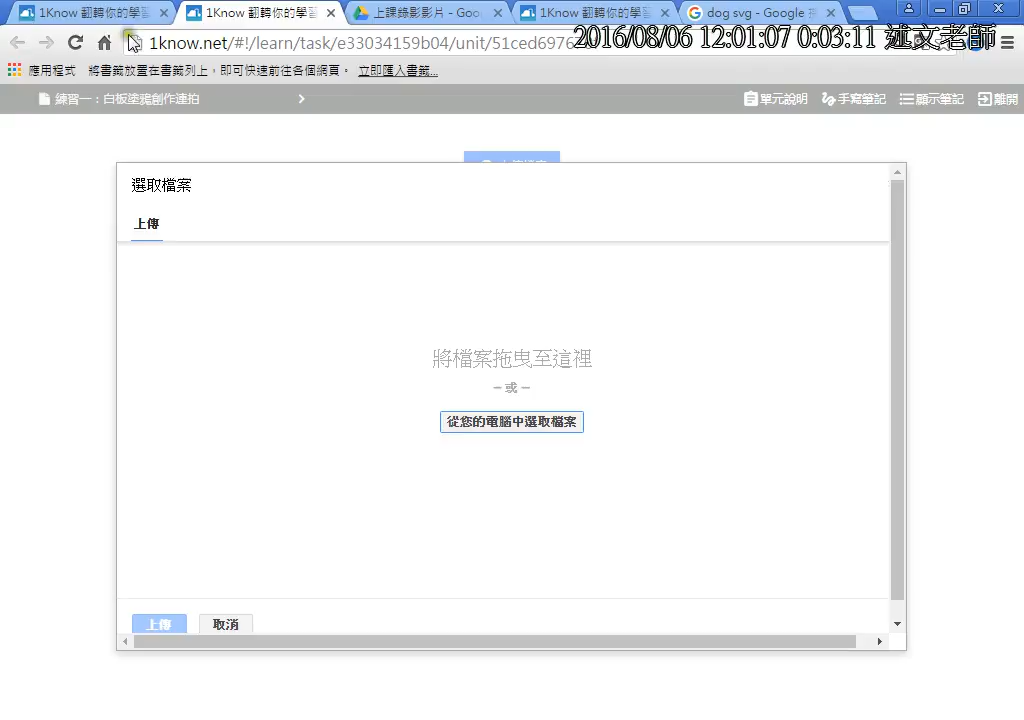 1Know 翻轉你的學習
1Know 翻轉你的學習
上課錄影影片 - Goo
1Know 翻轉你的學習
dog svg - Google 搜
1know.net/#!/learn/task/e33034159b04/unit/51ced6976
2016/08/06 12:01:07 0:03:11 述文老師
應用程式 將書籤放置在書籤列上,即可快速前往各個網頁。 立即匯入書籤...
練習一:白板塗鴉創作連拍
單元說明 手寫筆記 顯示筆記 離開
選取檔案
上傳
將檔案拖曳至這裡
– 或 –
從您的電腦中選取檔案
上傳 取消